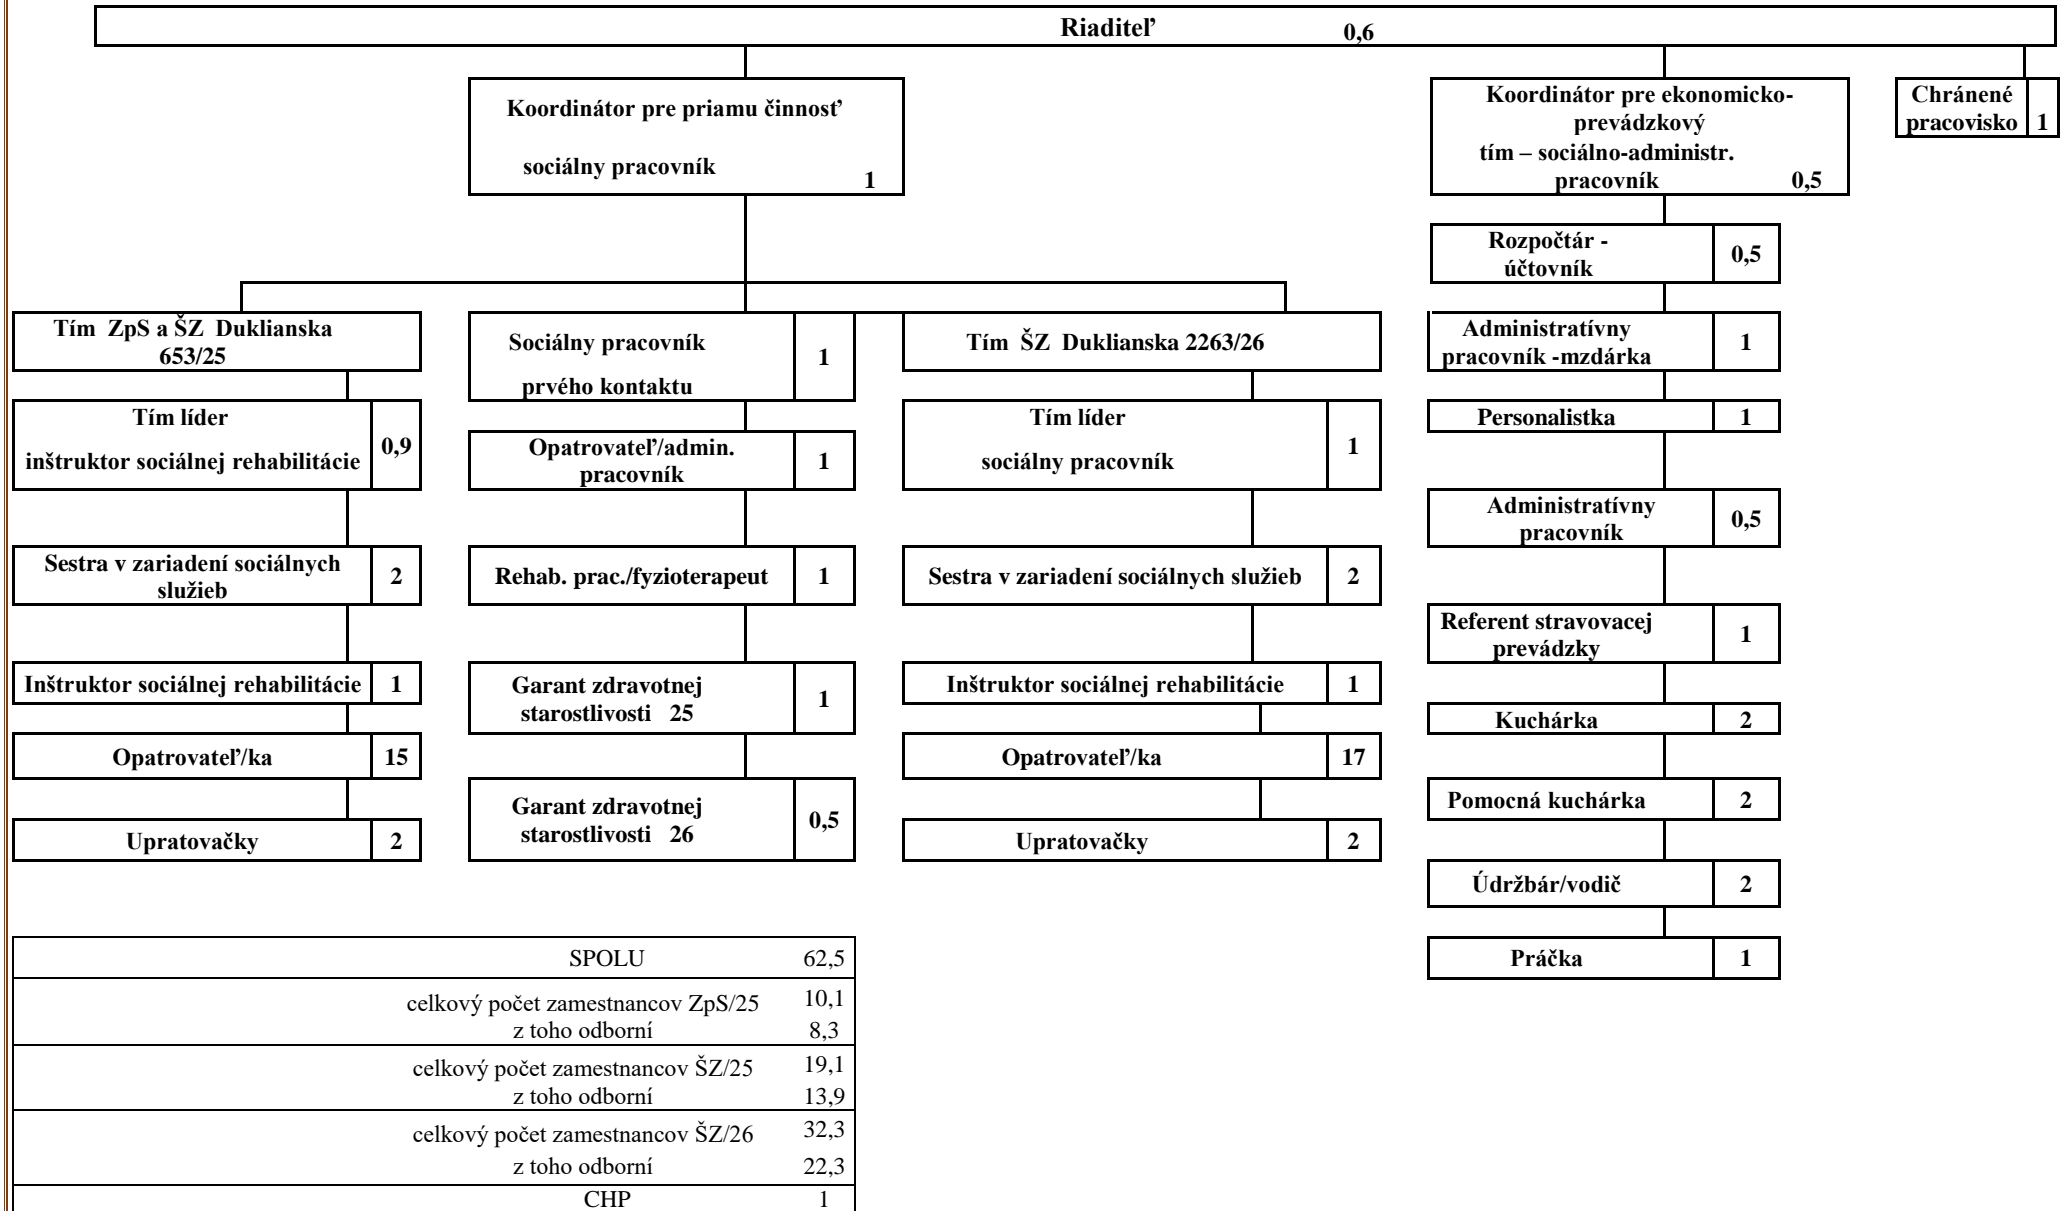 Riaditeľ 0,6
Koordinátor pre priamu činnosť
sociálny pracovník 1
Koordinátor pre ekonomicko-
prevádzkový
tím – sociálno-administr.
pracovník 0,5
Chránené
pracovisko 1
Tím ZpS a ŠZ Duklianska
653/25
Tím líder
inštruktor sociálnej rehabilitácie 0,9
Sestra v zariadení sociálnych
služieb 2
Inštruktor sociálnej rehabilitácie 1
Opatrovateľ/ka 15
Upratovačky 2
Sociálny pracovník
prvého kontaktu 1
Opatrovateľ/admin.
pracovník 1
Rehab. prac./fyzioterapeut 1
Garant zdravotnej
starostlivosti 25 1
Garant zdravotnej
starostlivosti 26 0,5
Tím ŠZ Duklianska 2263/26
Tím líder
sociálny pracovník 1
Sestra v zariadení sociálnych služieb 2
Inštruktor sociálnej rehabilitácie 1
Opatrovateľ/ka 17
Upratovačky 2
Rozpočtár -
účtovník 0,5
Administratívny
pracovník -mzdárka 1
Personalistka 1
Administratívny
pracovník 0,5
Referent stravovacej
prevádzky 1
Kuchárka 2
Pomocná kuchárka 2
Údržbár/vodič 2
Práčka 1
SPOLU 62,5
celkový počet zamestnancov ZpS/25 10,1
z toho odborní 8,3
celkový počet zamestnancov ŠZ/25 19,1
z toho odborní 13,9
celkový počet zamestnancov ŠZ/26 32,3
z toho odborní 22,3
CHP 1